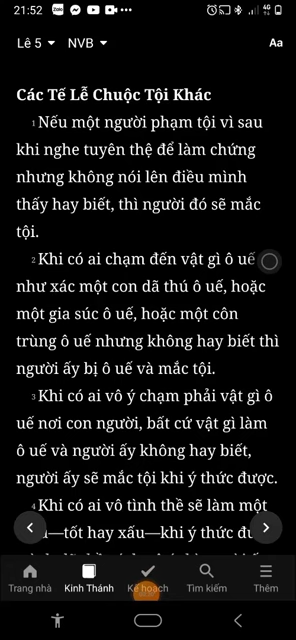 21:52
Zalo
4G
Lê 5 NVB Aa
Các Tế Lễ Chuộc Tội Khác
1 Nếu một người phạm tội vì sau
khi nghe tuyên thệ để làm chứng
nhưng không nói lên điều mình
thấy hay biết, thì người đó sẽ mắc
tội.
2 Khi có ai chạm đến vật gì ô uế
như xác một con dã thú ô uế, hoặc
một gia súc ô uế, hoặc một côn
trùng ô uế nhưng không hay biết thì
người ấy bị ô uế và mắc tội.
3 Khi có ai vô ý chạm phải vật gì ô
uế nơi con người, bất cứ vật gì làm
ô uế và người ấy không hay biết,
người ấy sẽ mắc tội khi ý thức được.
4 Khi có ai vô tình thề sẽ làm một
—tốt hay xấu—khi ý thức
Trang nhà Kinh Thánh Kế hoạch Tìm kiếm Thêm